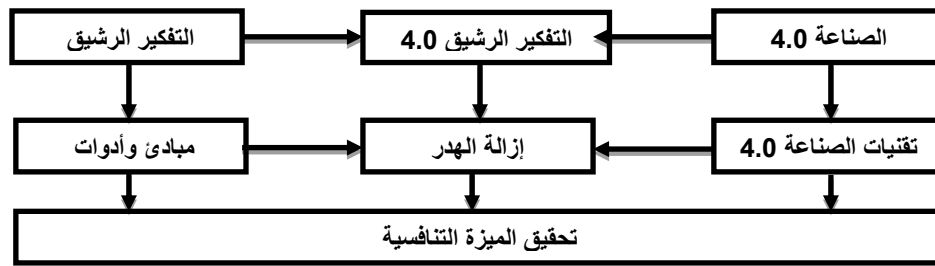 الصناعة 4.0
التفكير الرشيق 4.0
التفكير الرشيق
تقنيات الصناعة 4.0
إزالة الهدر
مبادئ وأدوات
تحقيق الميزة التنافسية